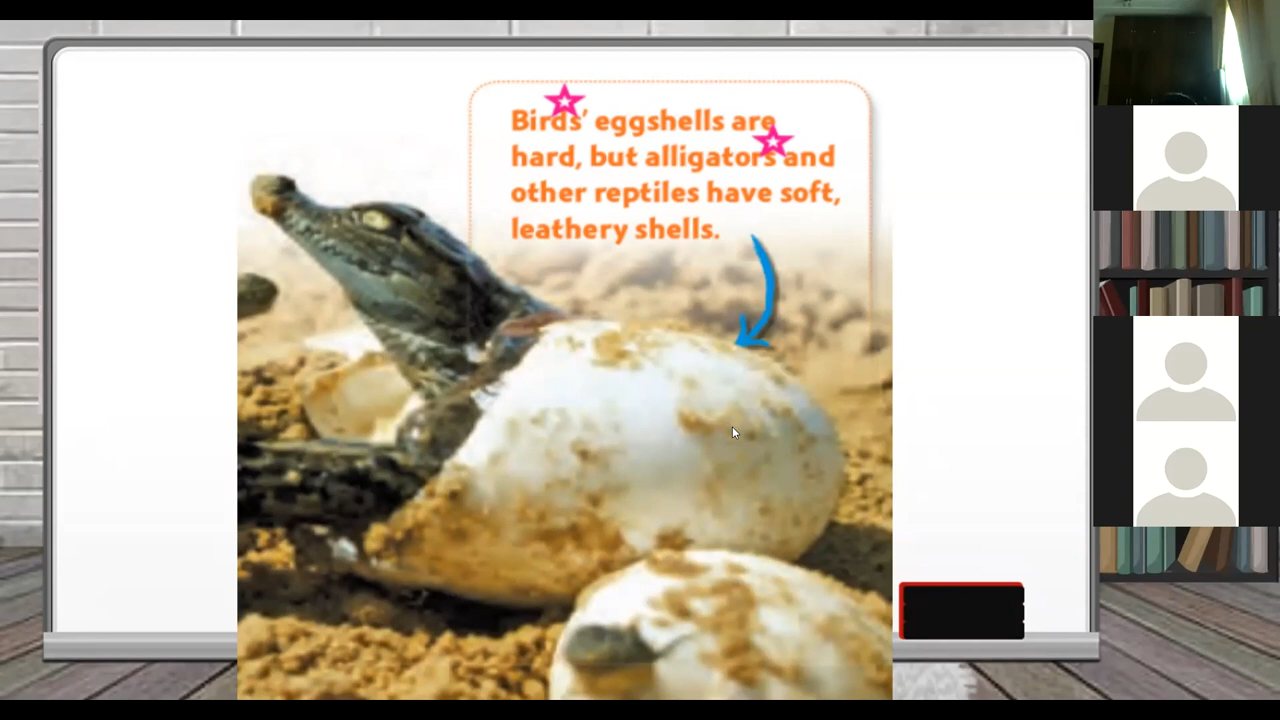 Birds' eggshells are
hard, but alligators and
other reptiles have soft,
leathery shells.